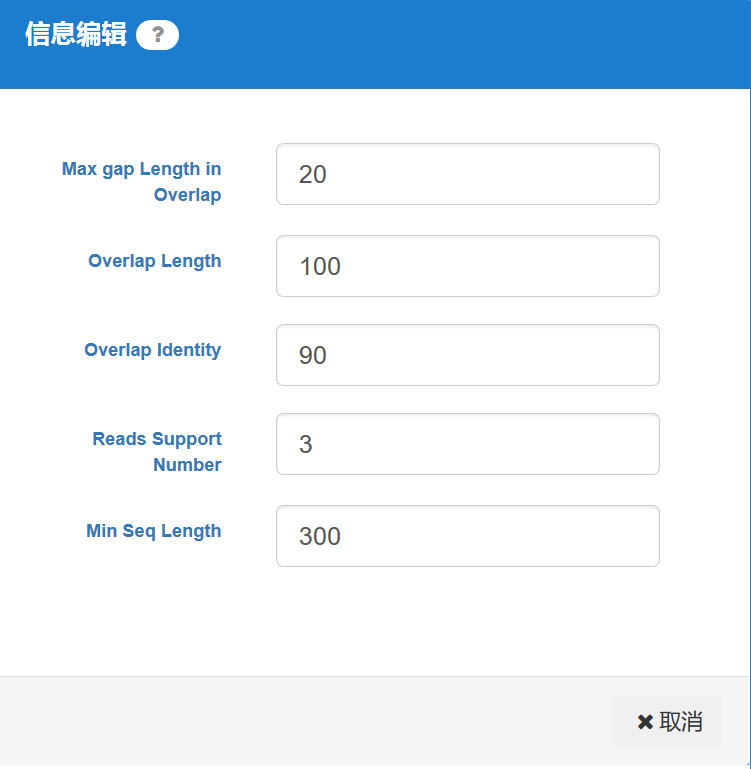 信息编辑 ?
Max gap Length in
Overlap
20
Overlap Length
100
Overlap Identity
90
Reads Support
Number
3
Min Seq Length
300
✖ 取消